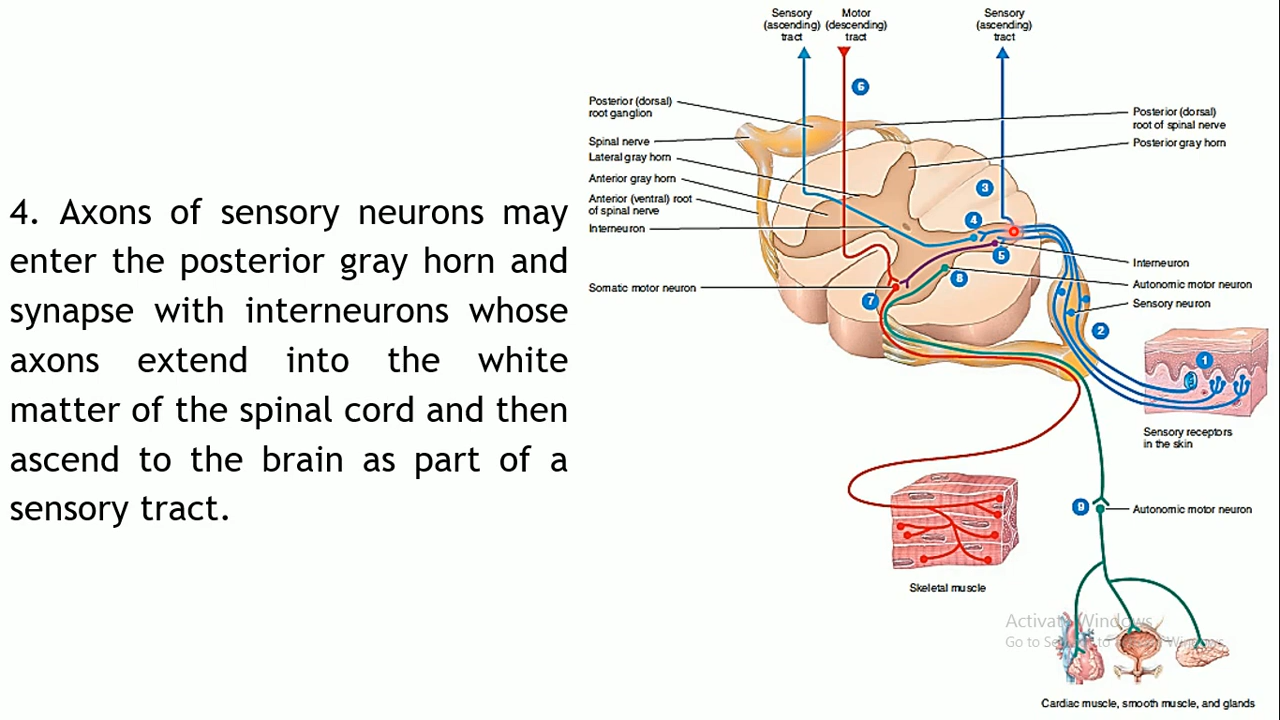 4. Axons of sensory neurons may
enter the posterior gray horn and
synapse with interneurons whose
axons extend into the white
matter of the spinal cord and then
ascend to the brain as part of a
sensory tract.
Sensory
(ascending)
tract
Motor
(descending)
tract
Sensory
(ascending)
tract
6
Posterior (dorsal)
root ganglion
Spinal nerve
Lateral gray horn
Anterior gray horn
Anterior (ventral) root
of spinal nerve
Interneuron
Somatic motor neuron
Posterior (dorsal)
root of spinal nerve
Posterior gray horn
3
4
5
8
7
Interneuron
Autonomic motor neuron
Sensory neuron
2
1
Sensory receptors
in the skin
9
Autonomic motor neuron
Skeletal muscle
Activate Windows
Go to Windows
Cardiac muscle, smooth muscle, and glands